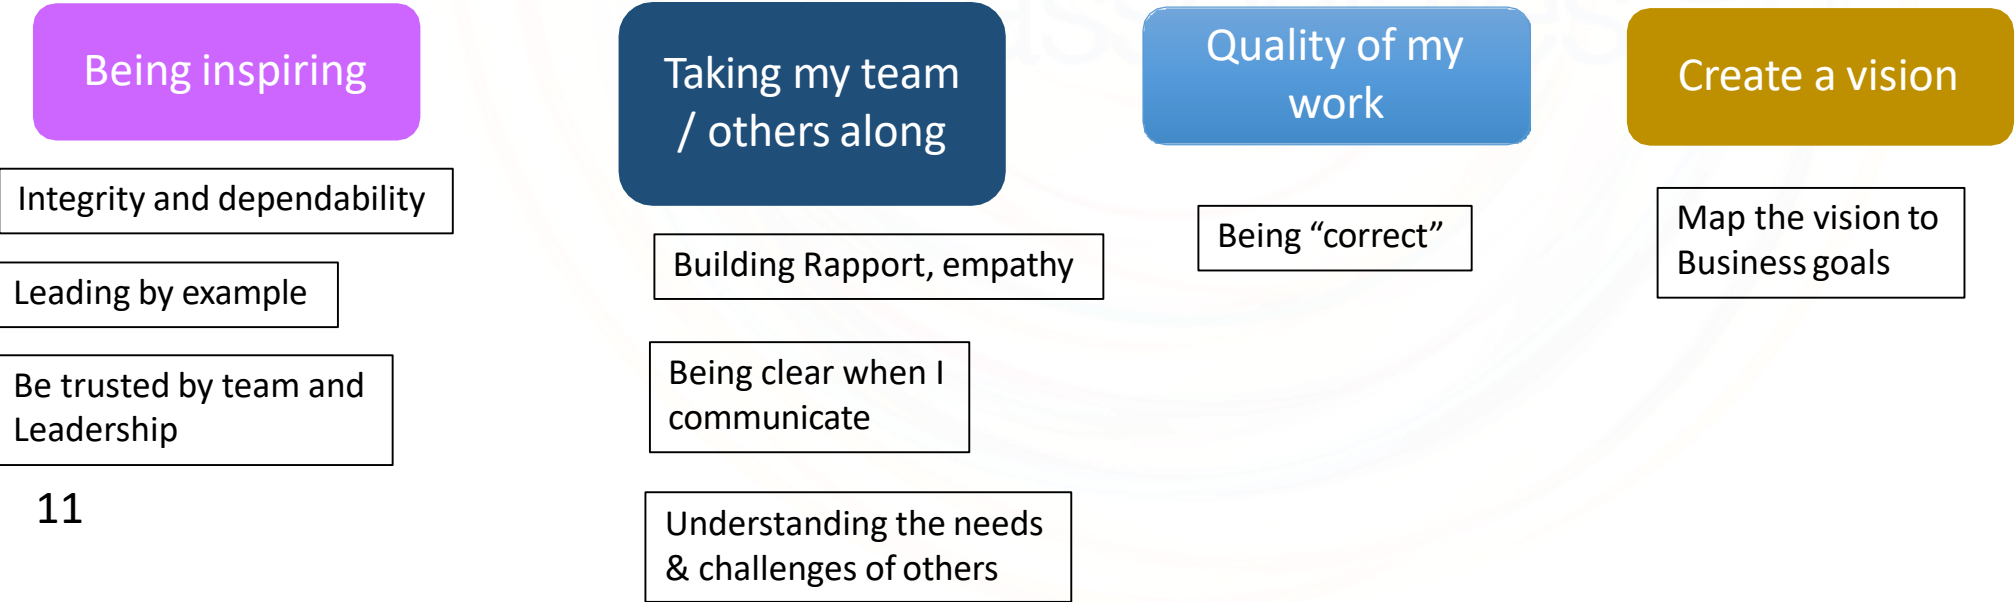 Being inspiring
Integrity and dependability
Leading by example
Be trusted by team and
Leadership
11
Taking my team
/ others along
Building Rapport, empathy
Being clear when I
communicate
Understanding the needs
& challenges of others
Quality of my
work
Being “correct”
Create a vision
Map the vision to
Business goals